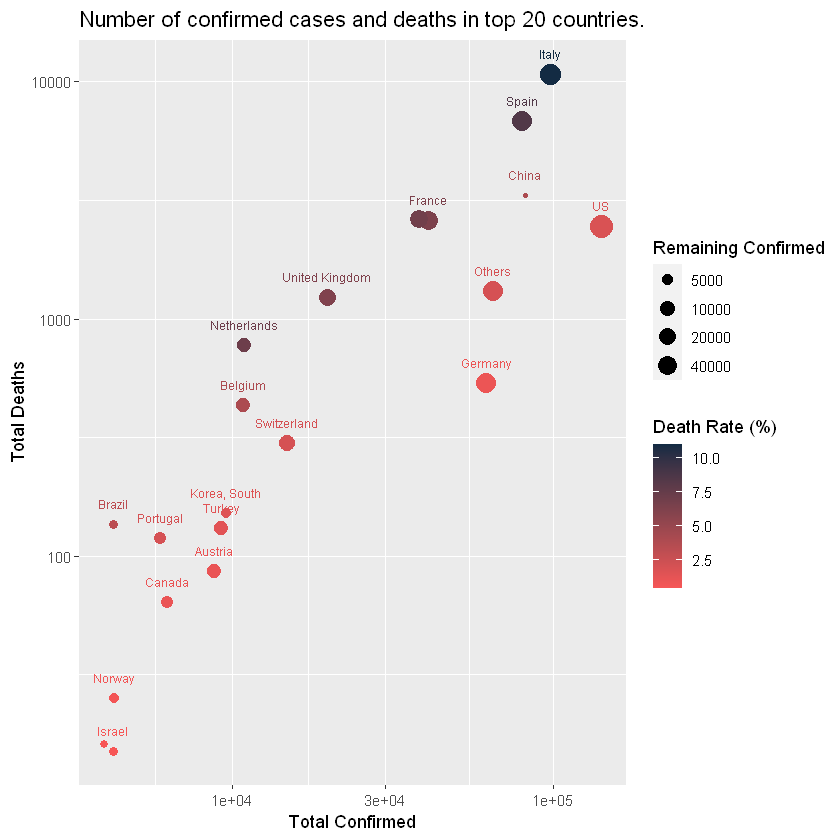 Number of confirmed cases and deaths in top 20 countries.
Italy
10000
Spain
China
France
US
Remaining Confirmed
Others
5000
United Kingdom
10000
1000
Netherlands
20000
Germany
40000
Belgium
Total Deaths
Switzerland
Death Rate (%)
10.0
Korea, South
7.5
Brazil
Turkey
Portugal
5.0
Austria
100
2.5
Canada
Norway
Israel
1e+04
3e+04
1e+05
Total Confirmed